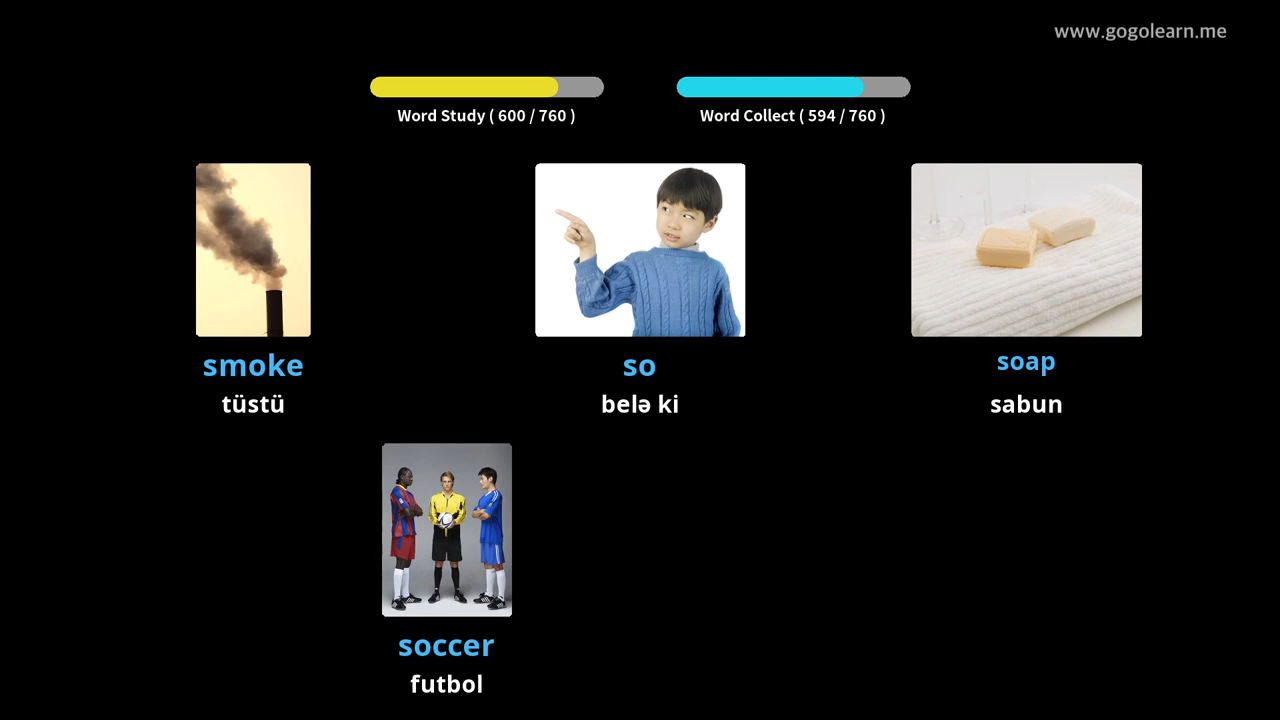 www.gogolearn.me
Word Study ( 600 / 760 )
Word Collect ( 594 / 760 )
smoke
tüstü
so
belə ki
soap
sabun
soccer
futbol